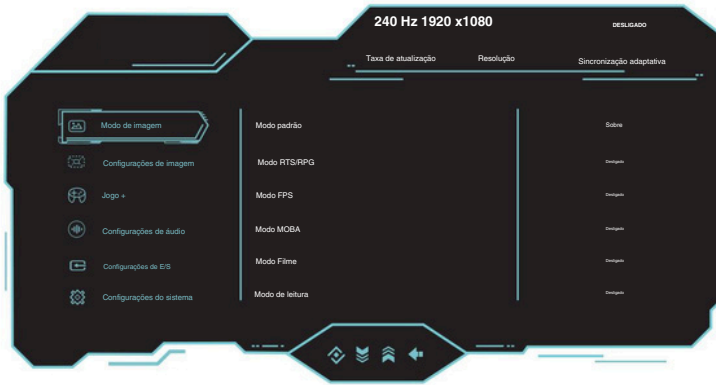 240 Hz 1920 x1080
DESLIGADO
Taxa de atualização
Resolução
Sincronização adaptativa
Modo de imagem
Modo padrão
Sobre
Configurações de imagem
Modo RTS/RPG
Desligado
Jogo +
Modo FPS
Desligado
Configurações de áudio
Modo MOBA
Desligado
Configurações de E/S
Modo Filme
Desligado
Configurações do sistema
Modo de leitura
Desligado